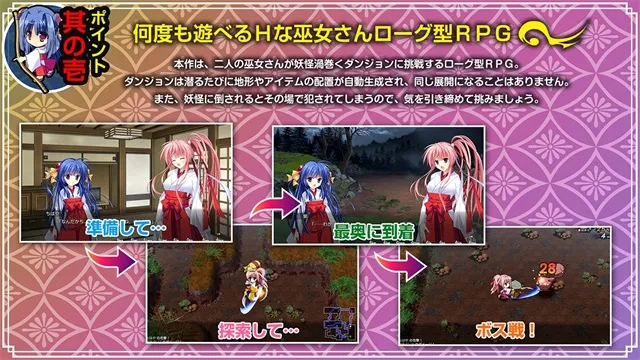 ポイント
其の壱
何度も遊べるHな巫女さんローグ型RPG
本作は、二人の巫女さんが妖怪渦巻くダンジョンに挑戦するローグ型RPG。
ダンジョンは潜るたびに地形やアイテムの配置が自動生成され、同じ展開になることはありません。
また、妖怪に倒されるとその場で犯されてしまうので、気を引き締めて挑みましょう。
準備して…
最奥に到着
探索して…
28
ボス戦！